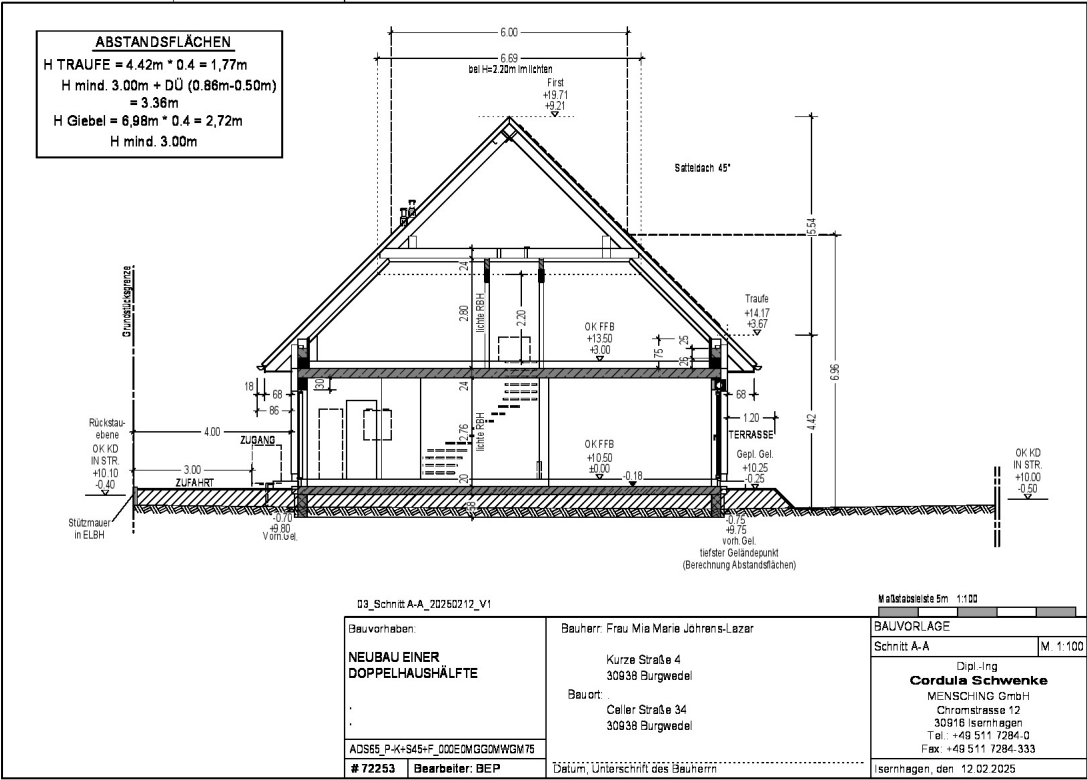 ABSTANDSFLÄCHEN
H TRAUFE = 4.42m * 0.4 = 1,77m
H mind. 3.00m + DÜ (0.86m-0.50m)
= 3.36m
H Giebel = 6,98m * 0.4 = 2,72m
H mind. 3.00m
6.00
6.69
bei H=2.20m im lichten
First
+19.71
+9.21
Satteldach 45°
5.54
Grundstücksgrenze
24
2.80
lichte RBH
2.20
OK FFB
+13.50
±3.00
75
25
26
Traufe
+14.17
+3.67
6.96
18
68
86
30
24
68
1.20
4.42
Rückstau-
ebene
OK KD
IN STR.
+10.10
-0.40
4.00
ZUGANG
3.00
ZUFAHRT
2.76
lichte RBH
OK FFB
+10.50
±0.00
-0.18
20
TERRASSE
Gepl. Gel.
+10.25
-0.25
OK KD
IN STR.
+10.00
-0.50
Stützmauer
in ELBH
-0.70
+9.80
Vorh.Gel.
-0.75
+9.75
vorh.Gel.
tiefster Geländepunkt
(Berechnung Abstandsflächen)
03_Schnitt A-A_20250212_V1
Maßstabsleiste 5m 1:100
Bauvorhaben:
NEUBAU EINER
DOPPELHAUSHÄLFTE
.
.
ADS65_P-K+S45+F_000E0MGG0MWGM75
# 72253 Bearbeiter: BEP
Bauherr: Frau Mia Marie Jöhrens-Lazar
Kurze Straße 4
30938 Burgwedel
Bauort: .
Celler Straße 34
30938 Burgwedel
Datum, Unterschrift des Bauherrn
BAUVORLAGE
Schnitt A-A M. 1:100
Dipl.-Ing
Cordula Schwenke
MENSCHING GmbH
Chromstrasse 12
30916 Isernhagen
Tel.: +49 511 7284-0
Fax: +49 511 7284-333
Isernhagen, den 12.02.2025